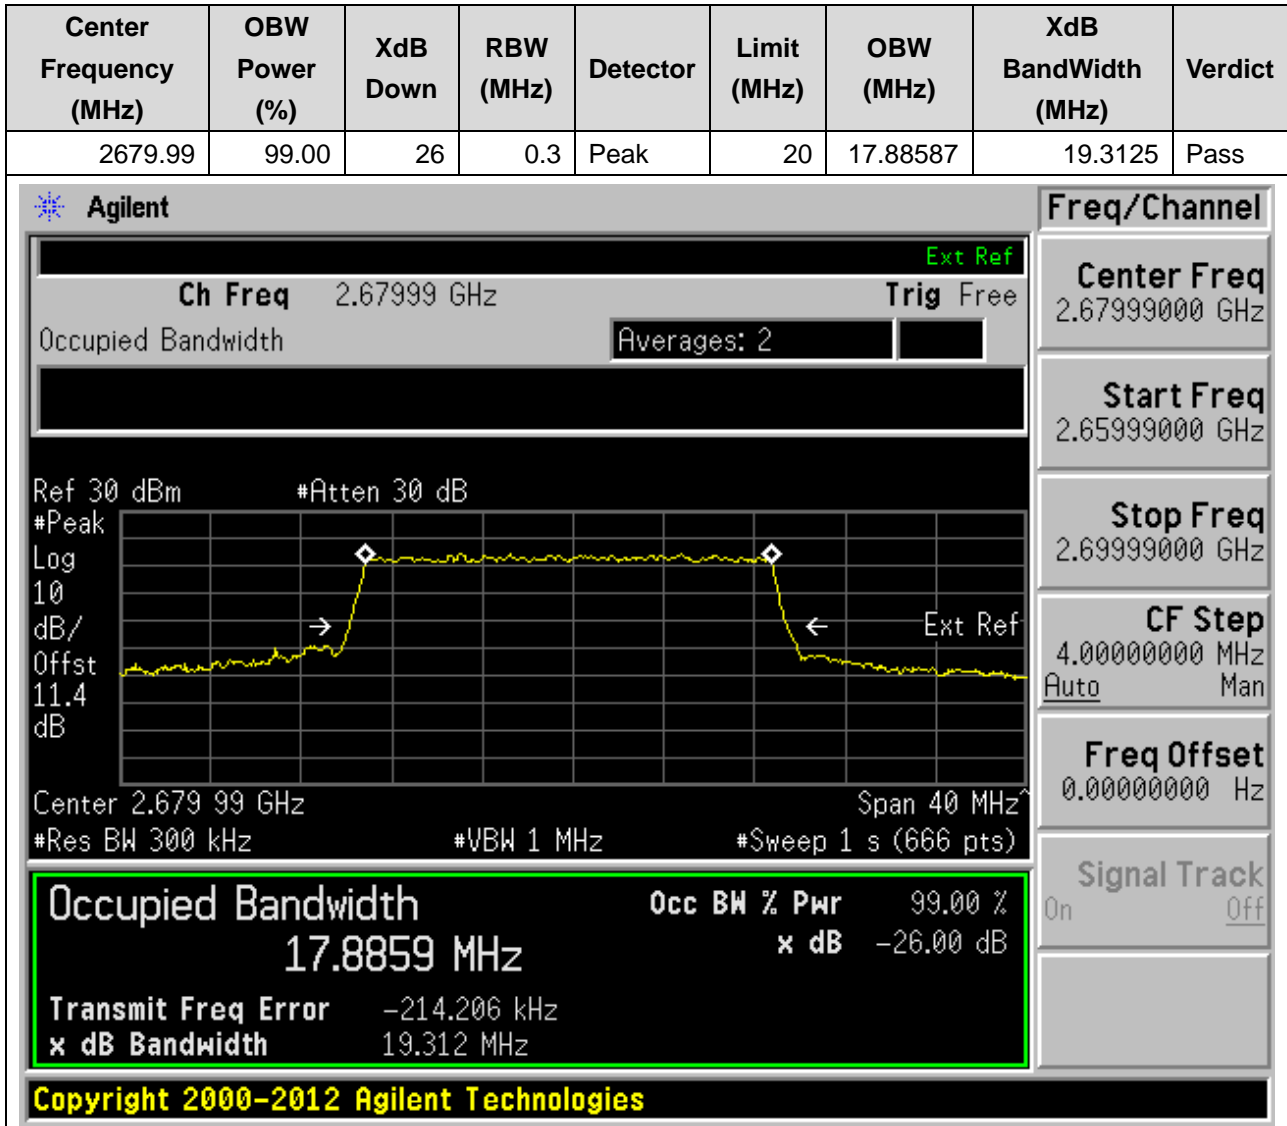 Center Frequency (MHz) OBW Power (%) XdB Down RBW (MHz) Detector Limit (MHz) OBW (MHz) XdB BandWidth (MHz) Verdict
2679.99 99.00 26 0.3 Peak 20 17.88587 19.3125 Pass
Agilent
Freq/Channel
Ext Ref
Ch Freq 2.67999 GHz Trig Free
Occupied Bandwidth Averages: 2
Ref 30 dBm #Atten 30 dB
#Peak
Log
10
dB/
Offst
11.4
dB
Ext Ref
Center 2.679 99 GHz Span 40 MHz^
#Res BW 300 kHz #VBW 1 MHz #Sweep 1 s (666 pts)
Occupied Bandwidth
17.8859 MHz
Occ BW % Pwr 99.00 %
x dB -26.00 dB
Transmit Freq Error -214.206 kHz
x dB Bandwidth 19.312 MHz
Center Freq
2.67999000 GHz
Start Freq
2.65999000 GHz
Stop Freq
2.69999000 GHz
CF Step
4.00000000 MHz
Auto Man
Freq Offset
0.00000000 Hz
Signal Track
On Off
Copyright 2000-2012 Agilent Technologies